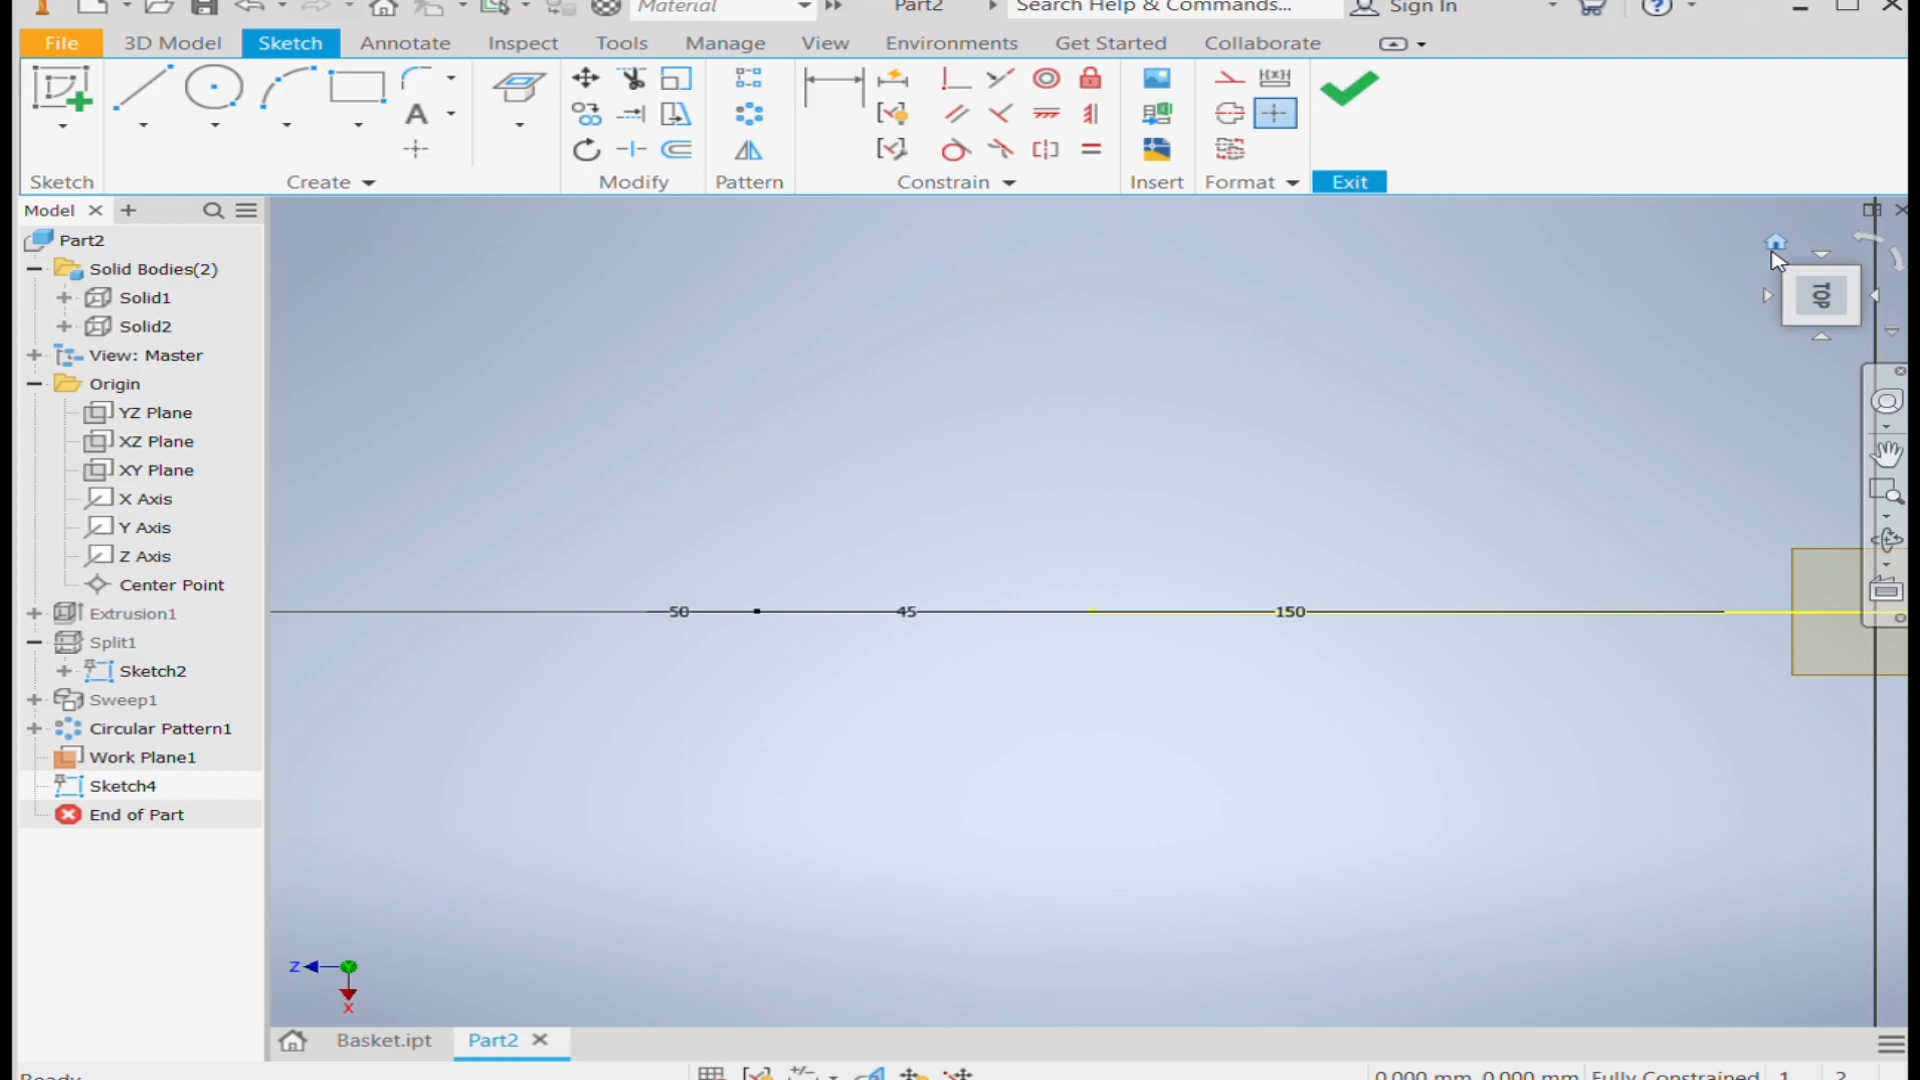 Material
Part2
Search Help & Commands...
Sign In
File
3D Model
Sketch
Annotate
Inspect
Tools
Manage
View
Environments
Get Started
Collaborate
Sketch
Create
Modify
Pattern
Constrain
Insert
Format
Exit
Model
Part2
Solid Bodies(2)
Solid1
Solid2
View: Master
Origin
YZ Plane
XZ Plane
XY Plane
X Axis
Y Axis
Z Axis
Center Point
Extrusion1
Split1
Sketch2
Sweep1
Circular Pattern1
Work Plane1
Sketch4
End of Part
TOP
50
45
150
Z
X
Basket.ipt
Part2
Ready
0.000 mm, 0.000 mm
Fully Constrained
1
2